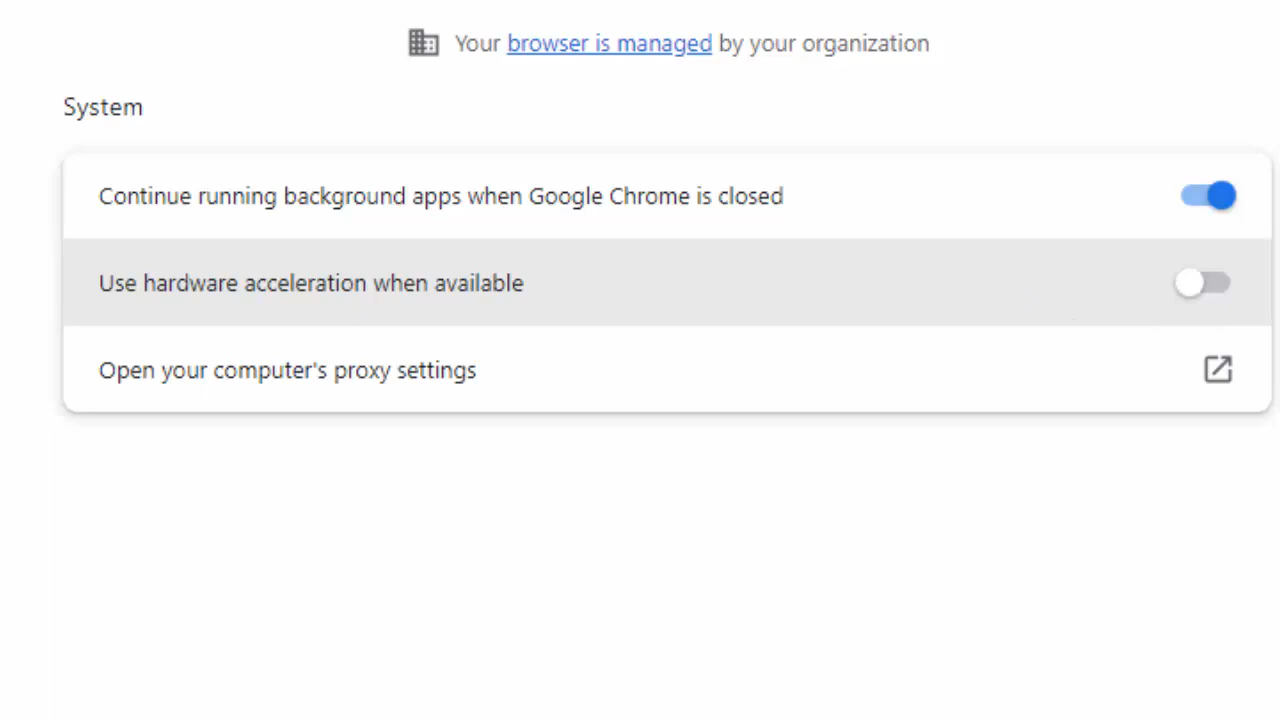 Your browser is managed by your organization
System
Continue running background apps when Google Chrome is closed
Use hardware acceleration when available
Open your computer's proxy settings